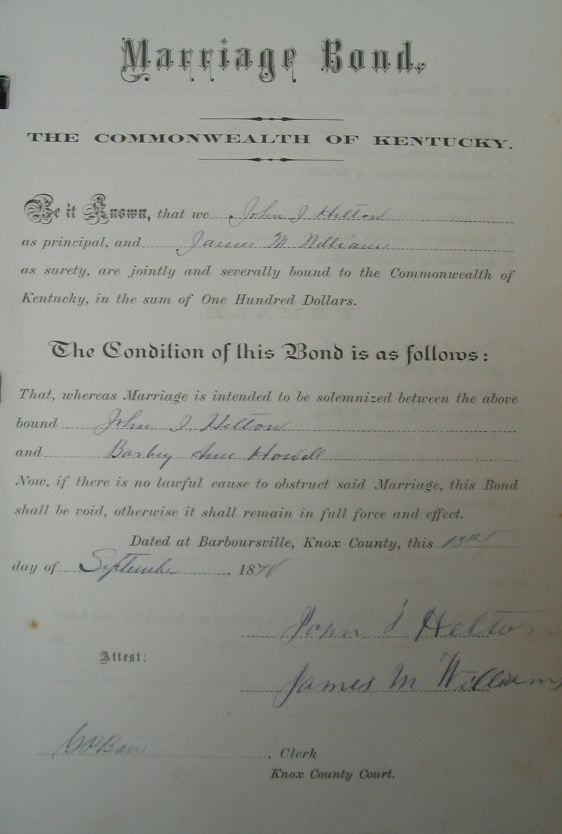 Marriage Bond.
THE COMMONWEALTH OF KENTUCKY.
Be it Known, that we John I Hilton
as principal, and James M Williams
as surety, are jointly and severally bound to the Commonwealth of
Kentucky, in the sum of One Hundred Dollars.
The Condition of this Bond is as follows:
That, whereas Marriage is intended to be solemnized between the above
bound John I Hilton
and Barbry Ann Howell
Now, if there is no lawful cause to obstruct said Marriage, this Bond
shall be void, otherwise it shall remain in full force and effect.
Dated at Barboursville, Knox County, this 13th
day of September, 187
John I Helton
Attest:
James M Williams
, Clerk
Knox County Court.